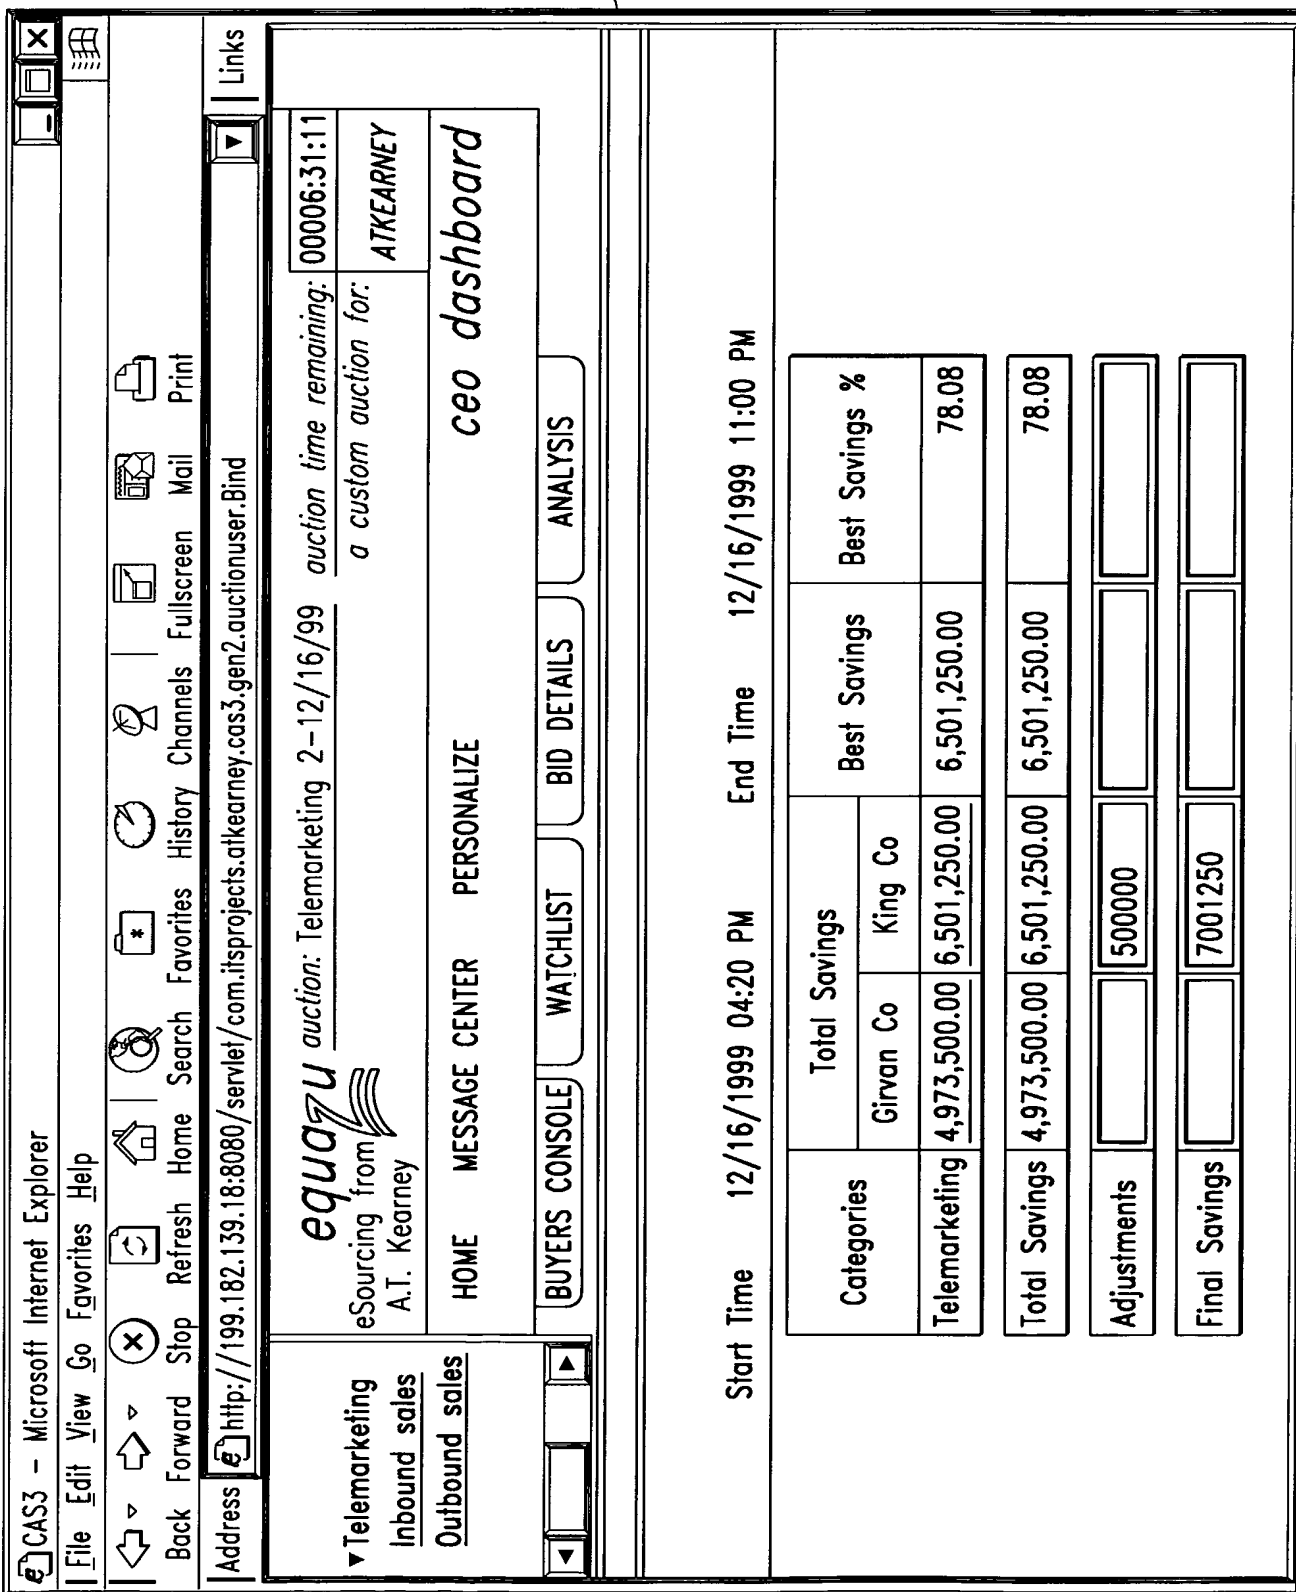 CAS3 - Microsoft Internet Explorer
File Edit View Go Favorites Help
Back Forward Stop Refresh Home Search Favorites History Channels Fullscreen Mail Print
Address http://199.182.139.18:8080/servlet/com.itsprojects.atkearney.cas3.gen2.auctionuser.Bind Links
▾Telemarketing
Inbound sales
Outbound sales
equazu auction: Telemarketing 2-12/16/99 auction time remaining: 00006:31:11
eSourcing from a custom auction for: ATKEARNEY
A.T. Kearney
HOME MESSAGE CENTER PERSONALIZE ceo dashboard
BUYERS CONSOLE WATCHLIST BID DETAILS ANALYSIS
Start Time 12/16/1999 04:20 PM End Time 12/16/1999 11:00 PM
Categories Total Savings Best Savings Best Savings %
Girvan Co King Co
Telemarketing 4,973,500.00 6,501,250.00 6,501,250.00 78.08
Total Savings 4,973,500.00 6,501,250.00 6,501,250.00 78.08
Adjustments 500000
Final Savings 7001250